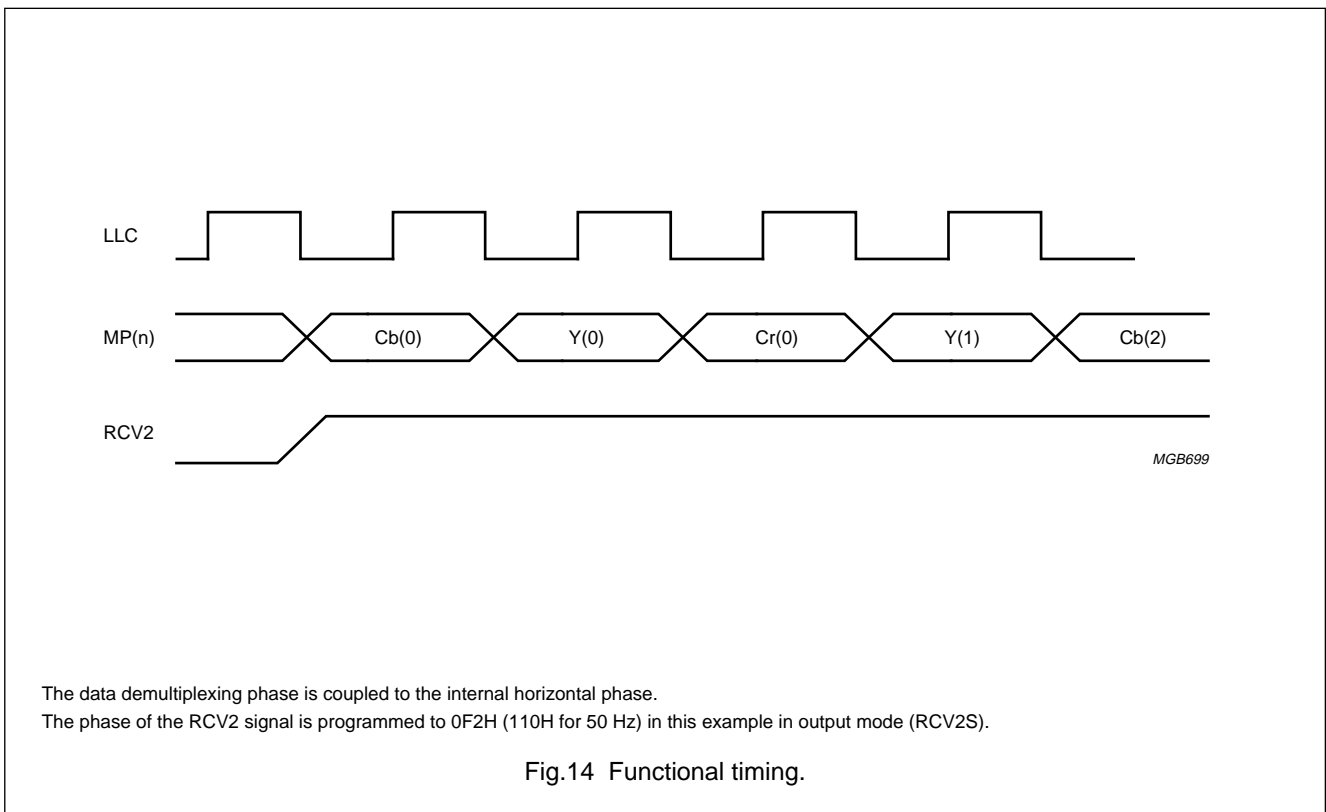 LLC
MP(n)
Cb(0)
Y(0)
Cr(0)
Y(1)
Cb(2)
RCV2
MGB699
The data demultiplexing phase is coupled to the internal horizontal phase.
The phase of the RCV2 signal is programmed to 0F2H (110H for 50 Hz) in this example in output mode (RCV2S).
Fig.14 Functional timing.